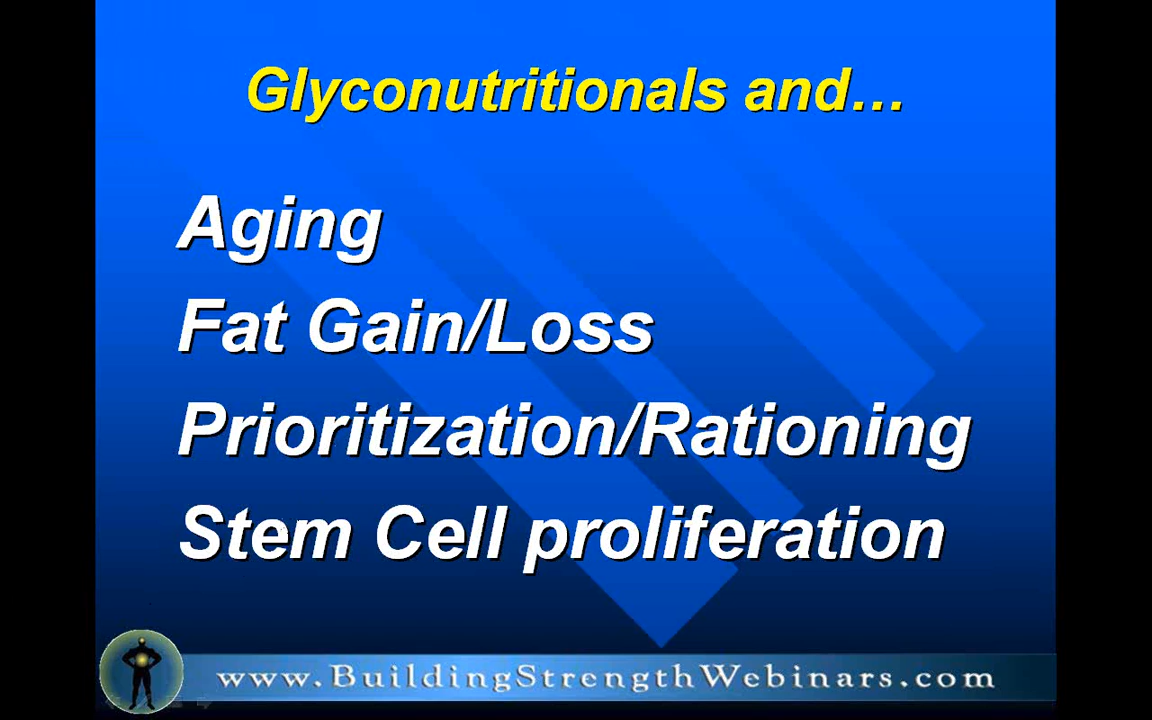 Glyconutritionals and...
Aging
Fat Gain/Loss
Prioritization/Rationing
Stem Cell proliferation
www.BuildingStrengthWebinars.com